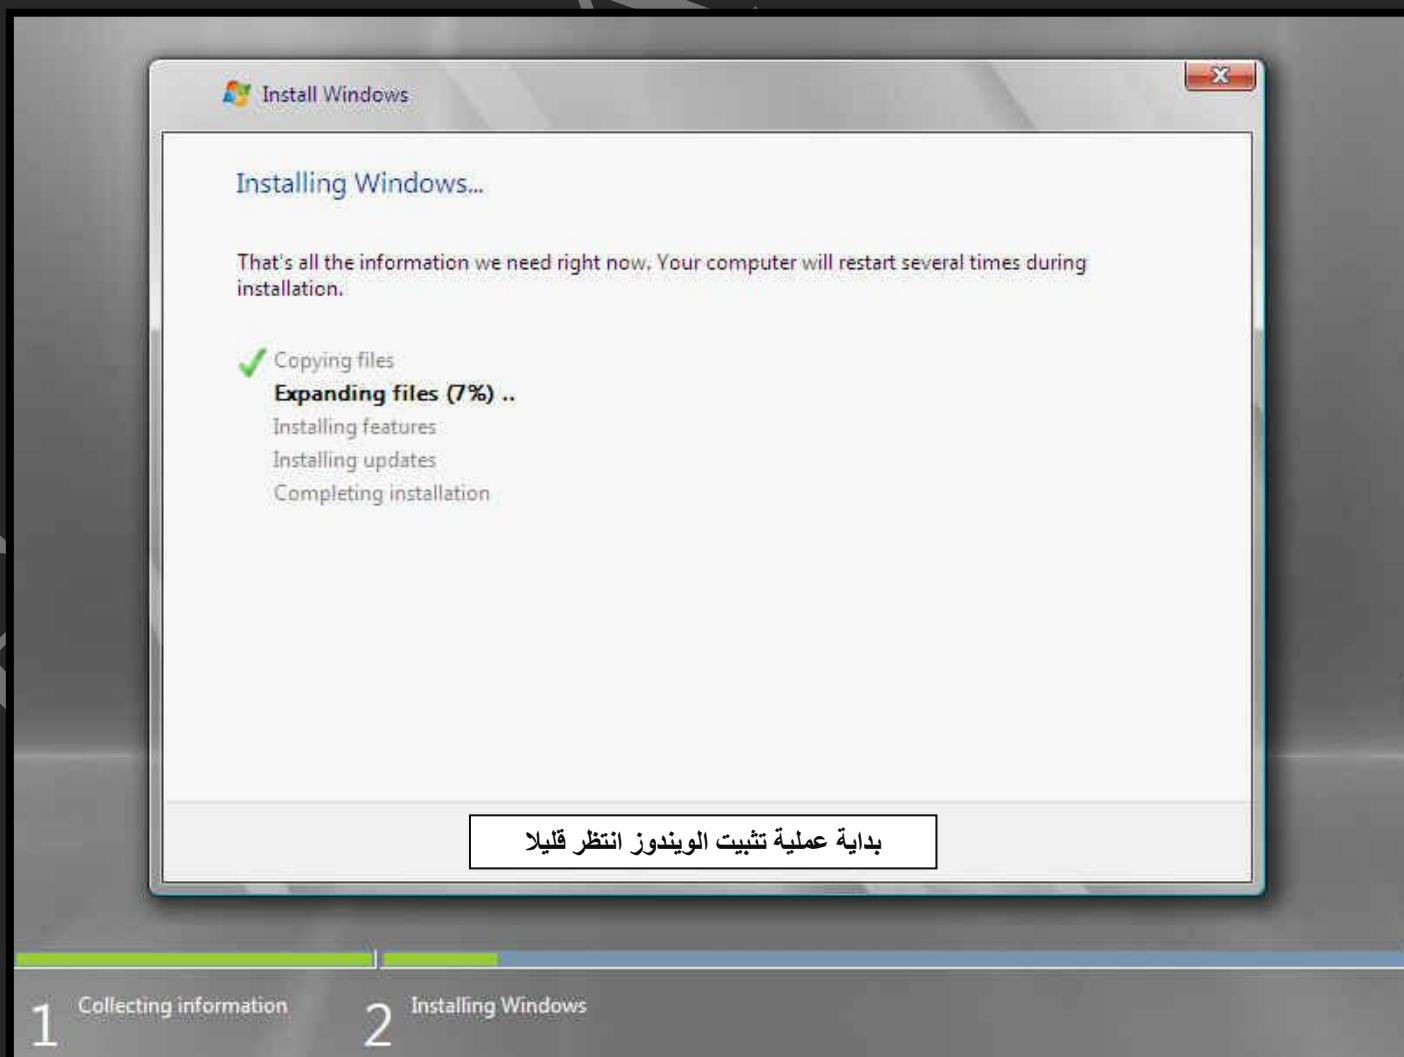 Install Windows
Installing Windows...
That's all the information we need right now. Your computer will restart several times during
installation.
Copying files
Expanding files (7%) ..
Installing features
Installing updates
Completing installation
بداية عملية تثبيت الويندوز انتظر قليلا
1 Collecting information
2 Installing Windows